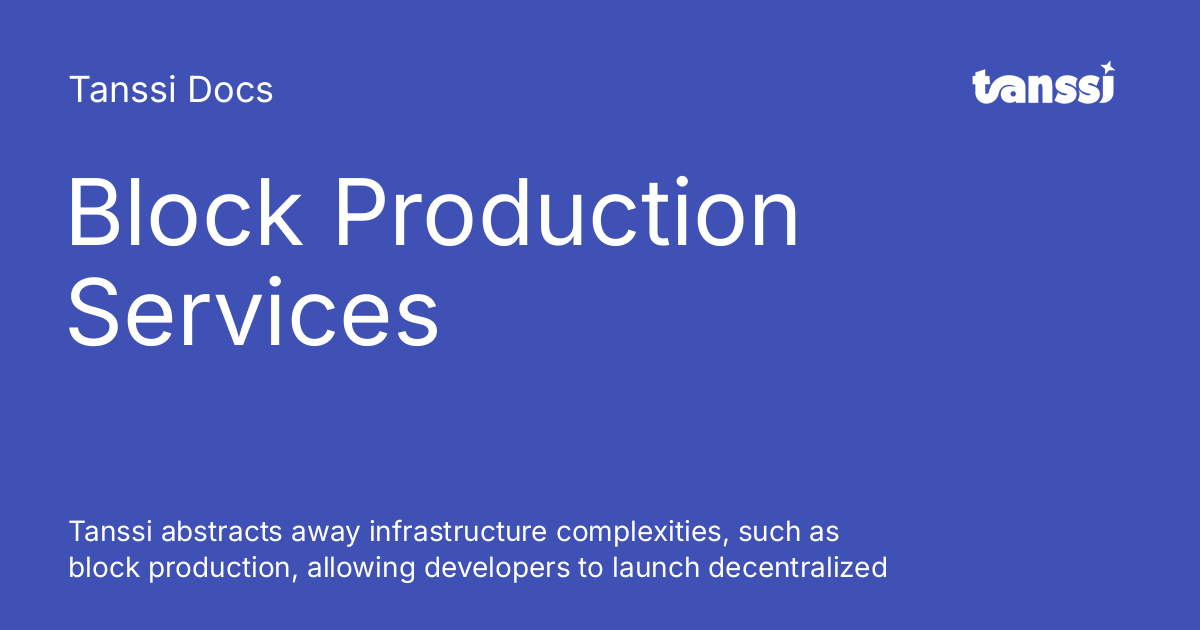 Tanssi Docs
tanssi
Block Production
Services
Tanssi abstracts away infrastructure complexities, such as
block production, allowing developers to launch decentralized